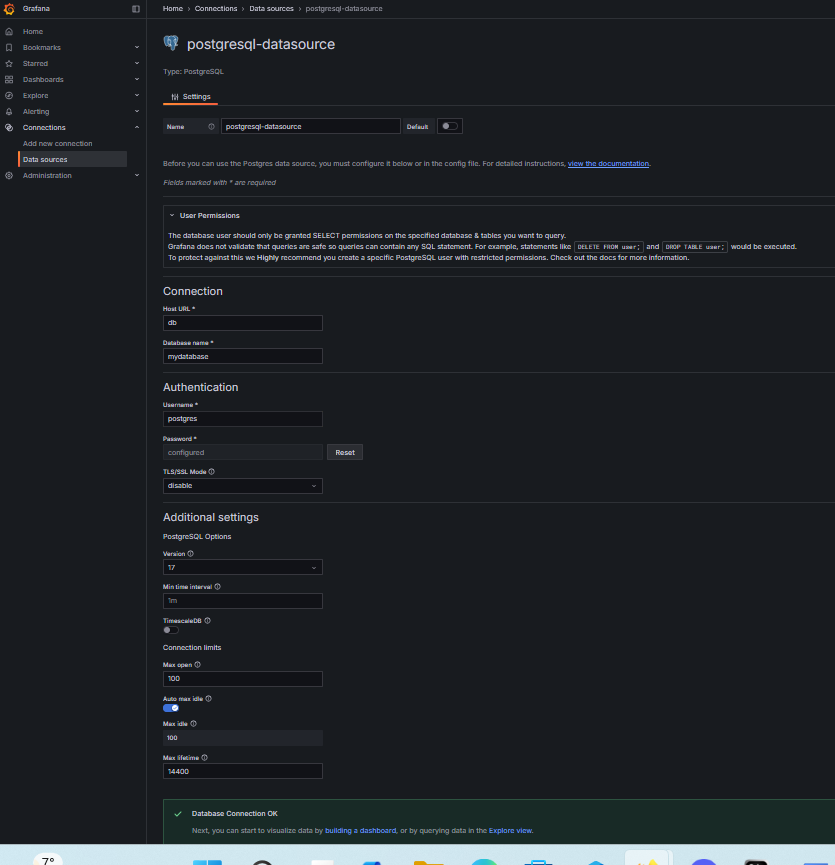 Grafana
Home › Connections › Data sources › postgresql-datasource
Home
Bookmarks
Starred
Dashboards
Explore
Alerting
Connections
Add new connection
Data sources
Administration
postgresql-datasource
Type: PostgreSQL
Settings
Name
postgresql-datasource
Default
Before you can use the Postgres data source, you must configure it below or in the config file. For detailed instructions, view the documentation.
Fields marked with * are required
User Permissions
The database user should only be granted SELECT permissions on the specified database & tables you want to query.
Grafana does not validate that queries are safe so queries can contain any SQL statement. For example, statements like DELETE FROM user; and DROP TABLE user; would be executed.
To protect against this we Highly recommend you create a specific PostgreSQL user with restricted permissions. Check out the docs for more information.
Connection
Host URL *
db
Database name *
mydatabase
Authentication
Username *
postgres
Password *
configured
Reset
TLS/SSL Mode
disable
Additional settings
PostgreSQL Options
Version
17
Min time interval
1m
TimescaleDB
Connection limits
Max open
100
Auto max idle
Max idle
100
Max lifetime
14400
Database Connection OK
Next, you can start to visualize data by building a dashboard, or by querying data in the Explore view.
7°